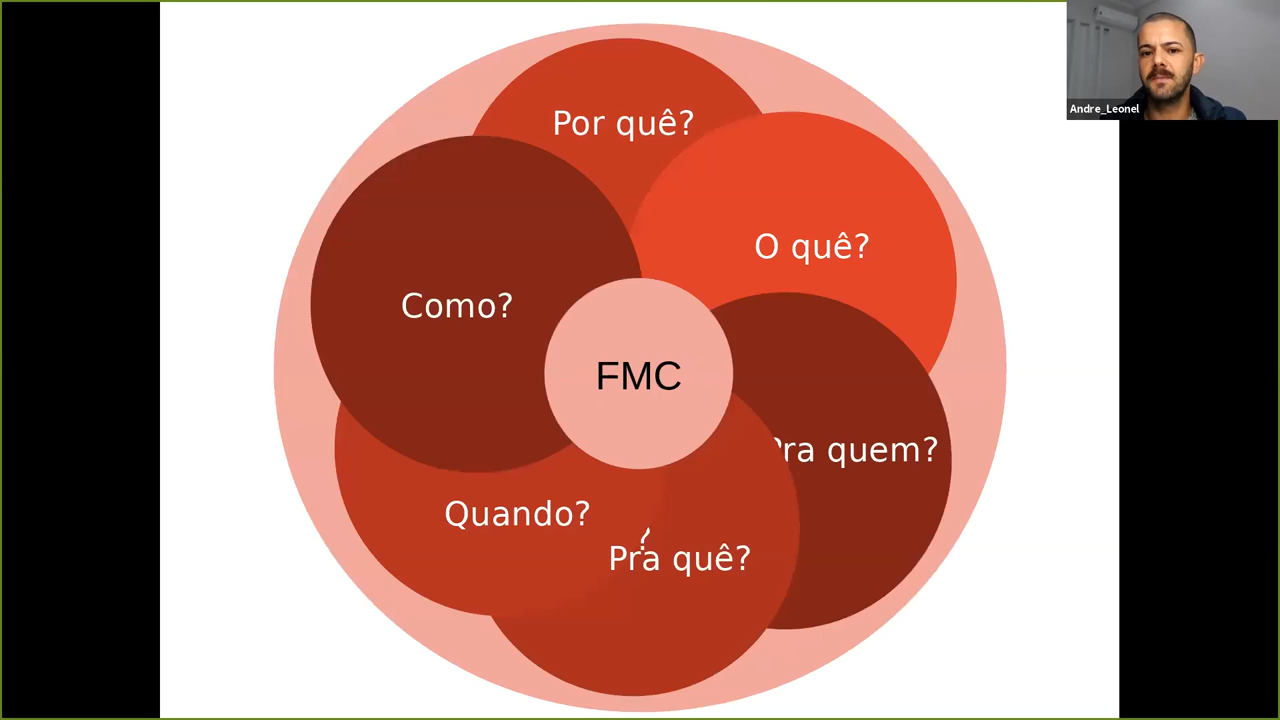 Por quê?
Andre_Leonel
O quê?
Como?
FMC
Pra quem?
Quando?
?
Pra quê?